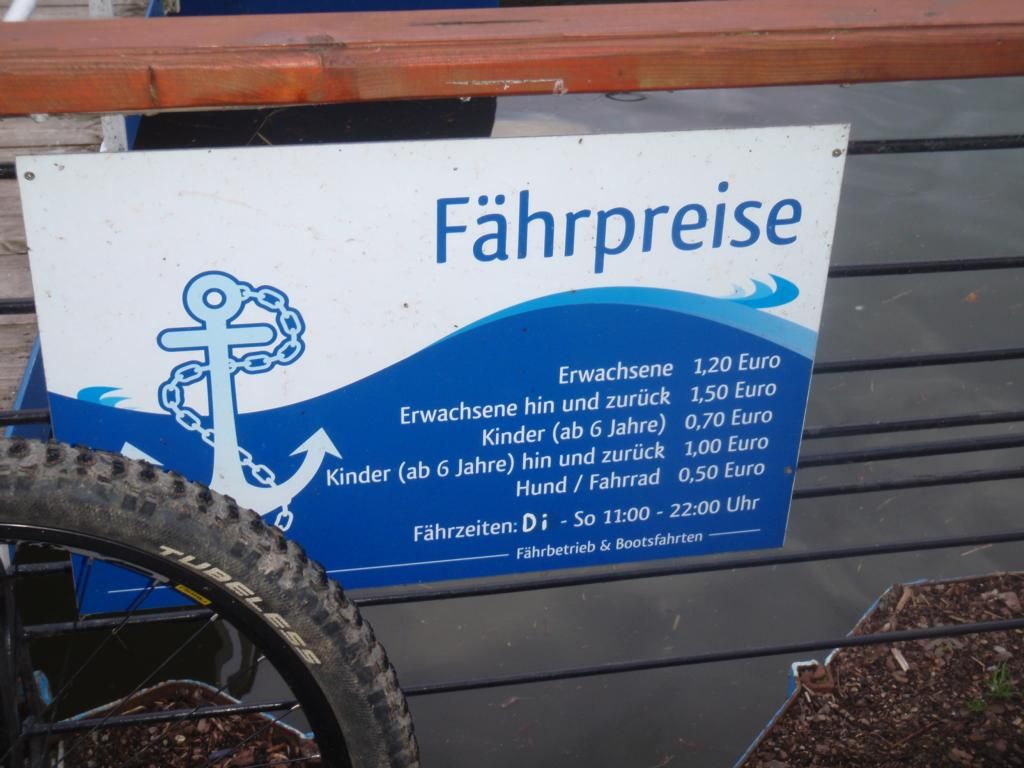 Fährpreise
Erwachsene 1,20 Euro
Erwachsene hin und zurück 1,50 Euro
Kinder (ab 6 Jahre) 0,70 Euro
Kinder (ab 6 Jahre) hin und zurück 1,00 Euro
Hund / Fahrrad 0,50 Euro
Fährzeiten: Di - So 11:00 - 22:00 Uhr
Fährbetrieb & Bootsfahrten
TUBELESS